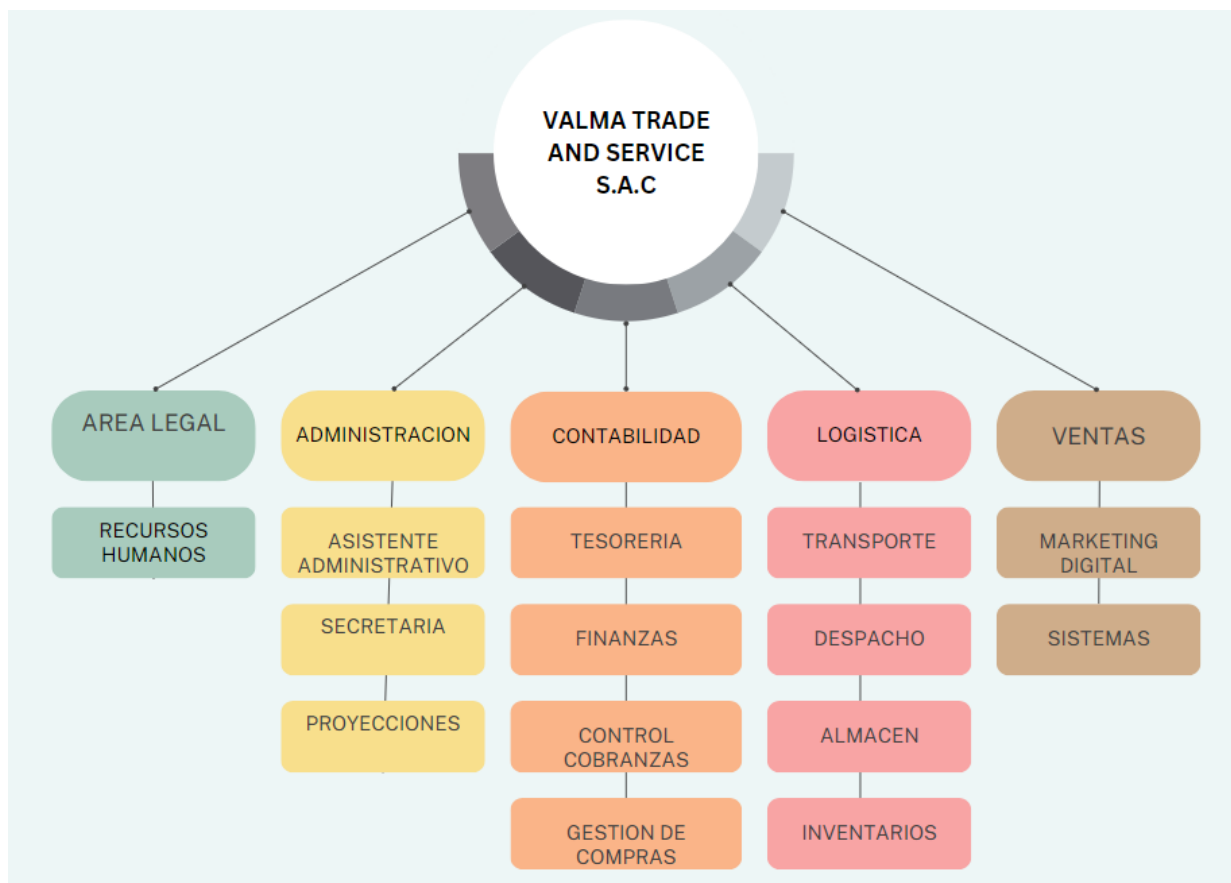 VALMA TRADE
AND SERVICE
S.A.C
AREA LEGAL
RECURSOS
HUMANOS
ADMINISTRACION
ASISTENTE
ADMINISTRATIVO
SECRETARIA
PROYECCIONES
CONTABILIDAD
TESORERIA
FINANZAS
CONTROL
COBRANZAS
GESTION DE
COMPRAS
LOGISTICA
TRANSPORTE
DESPACHO
ALMACEN
INVENTARIOS
VENTAS
MARKETING
DIGITAL
SISTEMAS